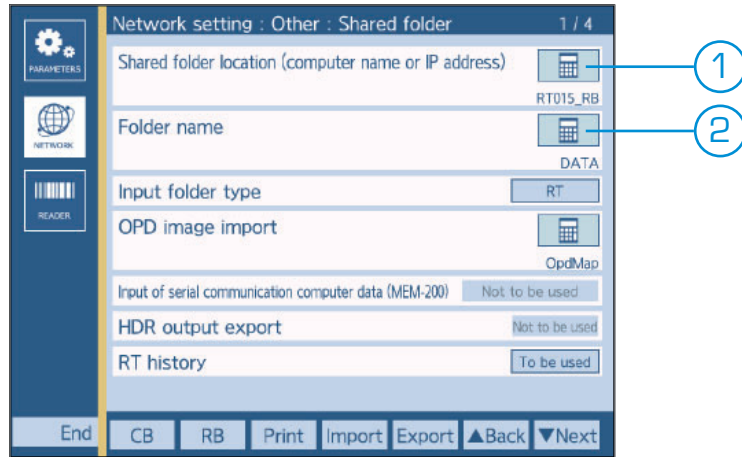 Network setting : Other : Shared folder 1 / 4
PARAMETERS
Shared folder location (computer name or IP address)
RT015_RB
1
NETWORK
Folder name
DATA
2
READER
Input folder type RT
OPD image import
OpdMap
Input of serial communication computer data (MEM-200) Not to be used
HDR output export Not to be used
RT history To be used
End CB RB Print Import Export ▲Back ▼Next